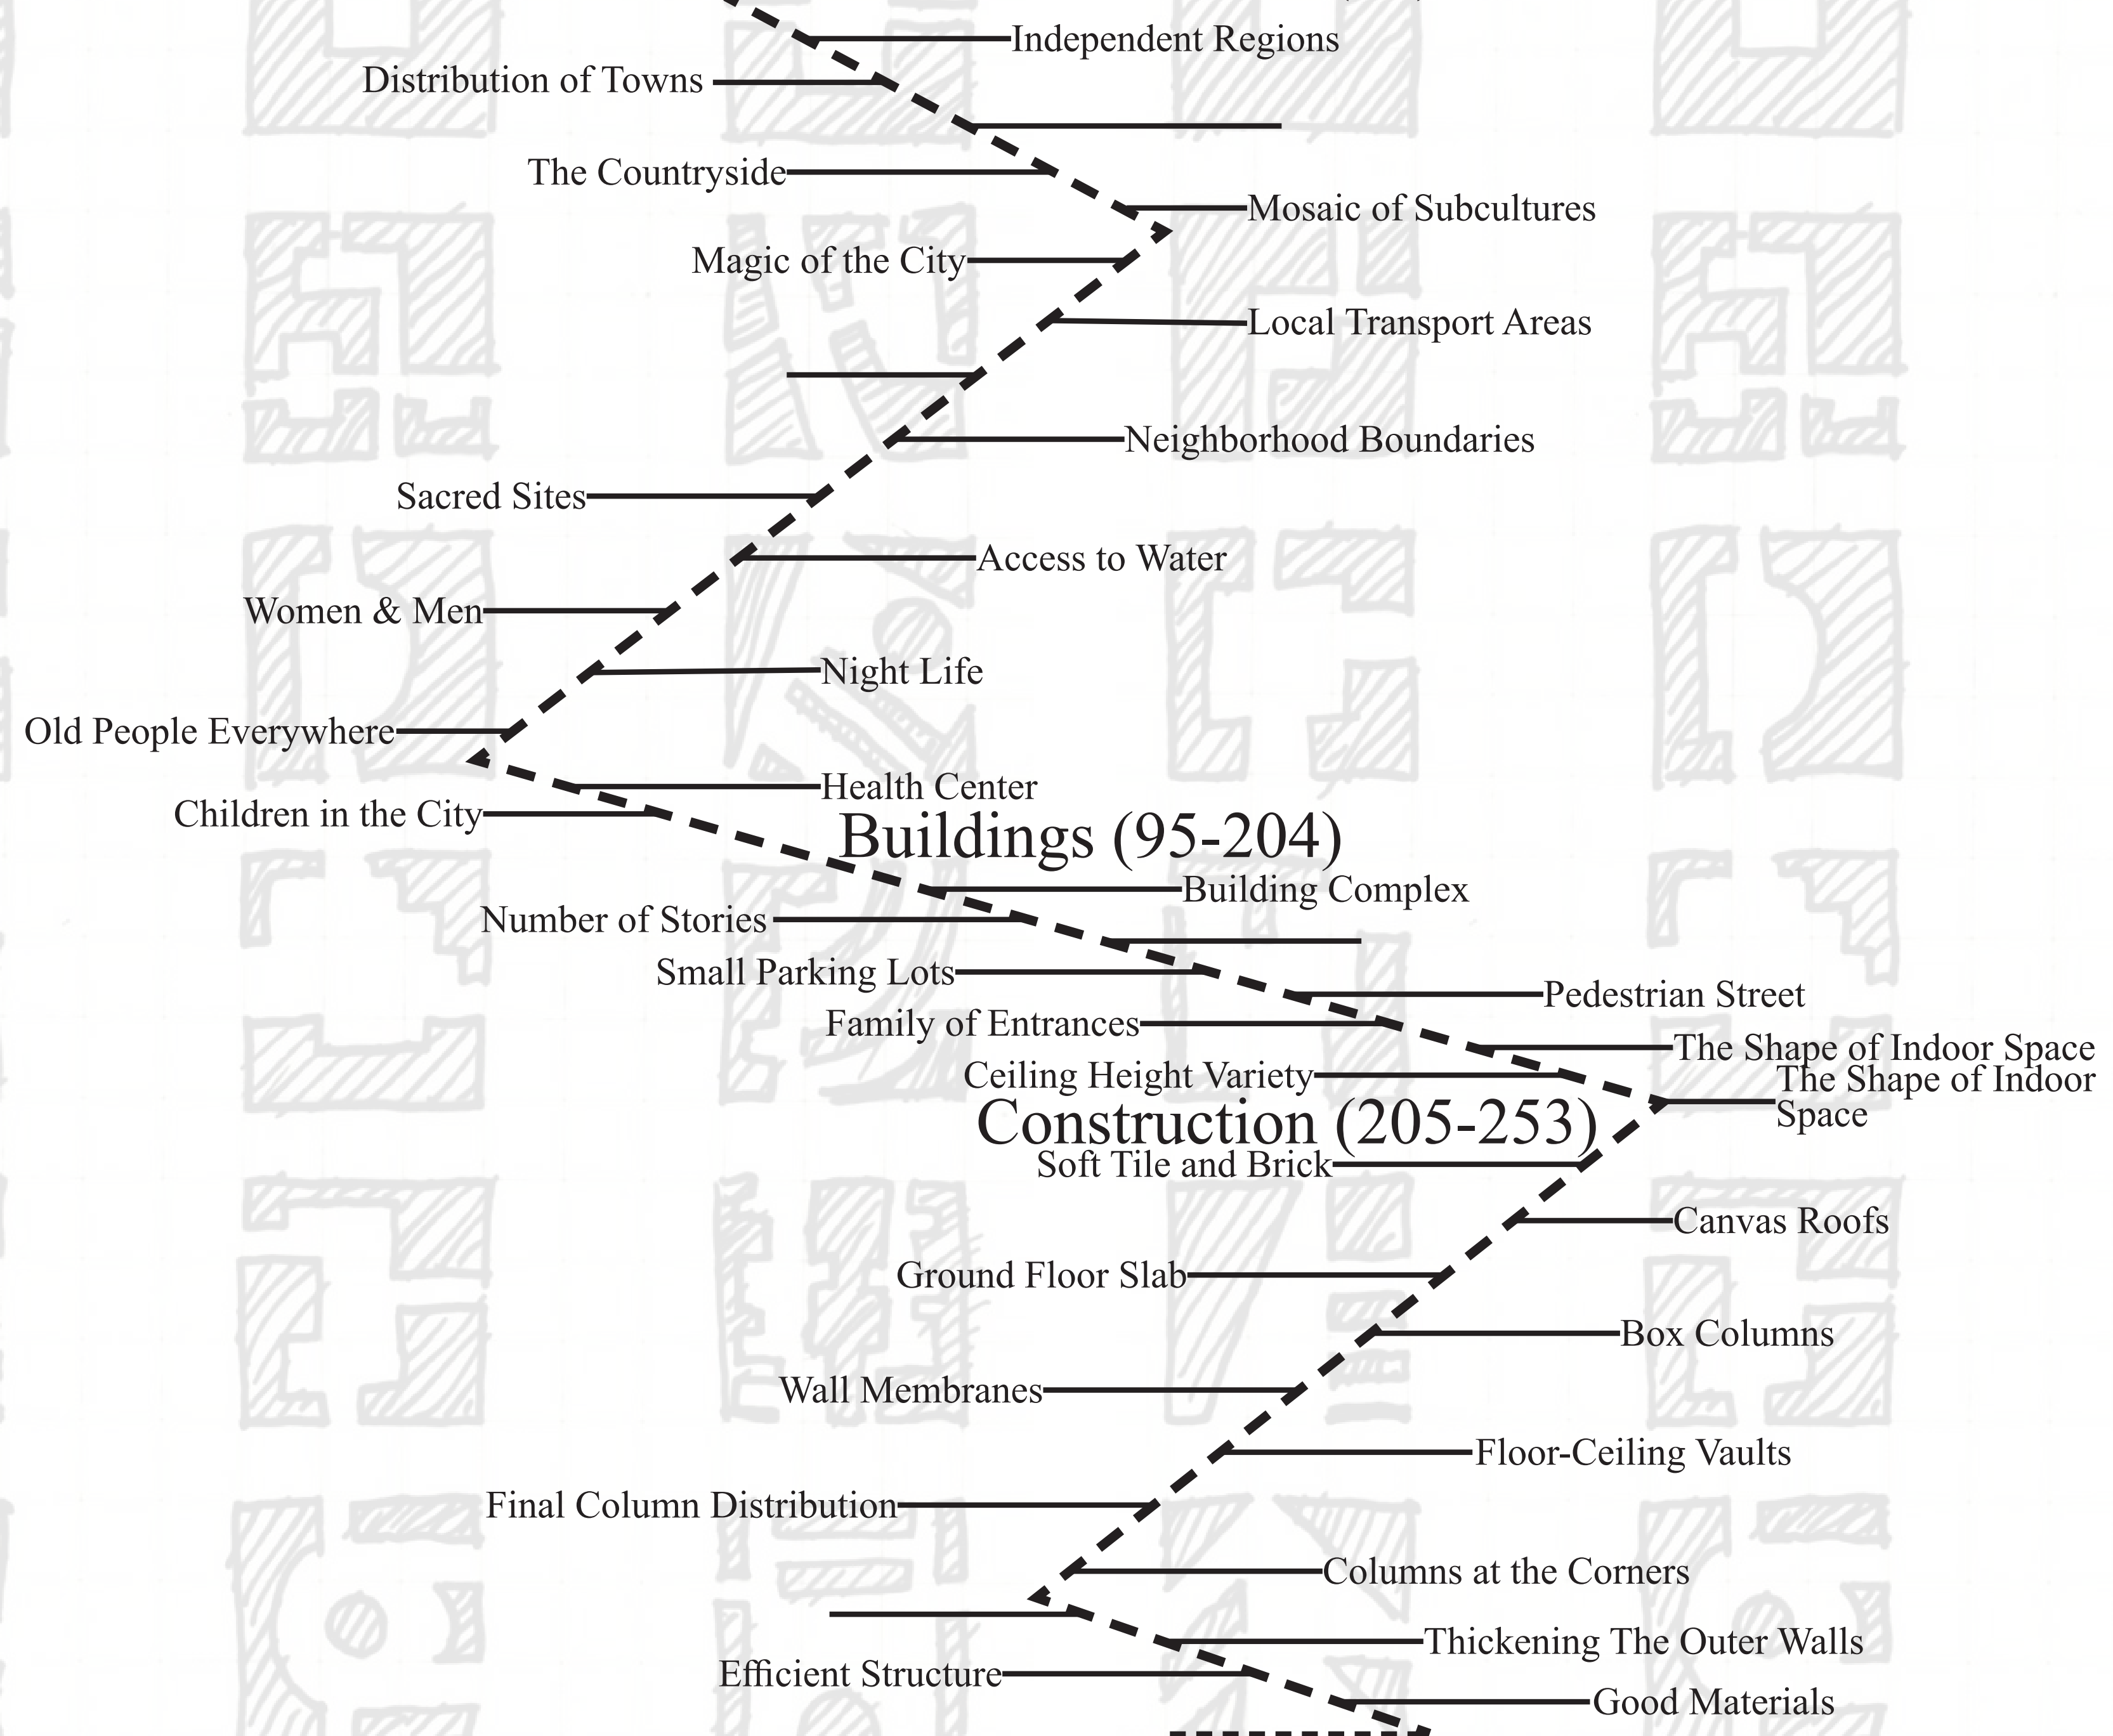 Independent Regions
Distribution of Towns
The Countryside
Mosaic of Subcultures
Magic of the City
Local Transport Areas
Neighborhood Boundaries
Sacred Sites
Access to Water
Women & Men
Night Life
Old People Everywhere
Health Center
Children in the City
Buildings (95-204)
Building Complex
Number of Stories
Small Parking Lots
Pedestrian Street
Family of Entrances
The Shape of Indoor Space
Ceiling Height Variety
The Shape of Indoor
Space
Construction (205-253)
Soft Tile and Brick
Canvas Roofs
Ground Floor Slab
Box Columns
Wall Membranes
Floor-Ceiling Vaults
Final Column Distribution
Columns at the Corners
Thickening The Outer Walls
Efficient Structure
Good Materials